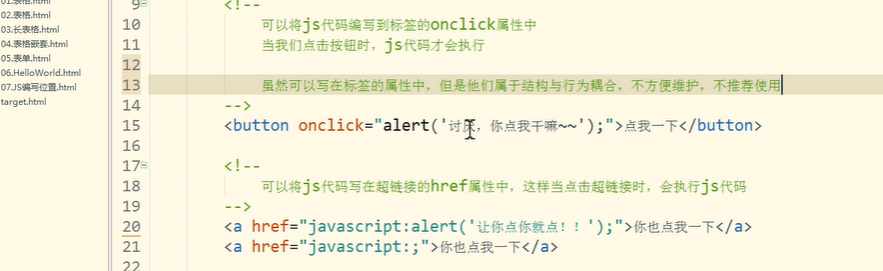 01.表格.html
02.表格.html
03.长表格.html
04.表格嵌套.html
05.表单.html
06.HelloWorld.html
07.JS编写位置.html
target.html
9 <!--
10 可以将js代码编写到标签的onclick属性中
11 当我们点击按钮时，js代码才会执行
12
13 虽然可以写在标签的属性中，但是他们属于结构与行为耦合，不方便维护，不推荐使用
14 -->
15 <button onclick="alert('讨厌，你点我干嘛~~');">点我一下</button>
16
17 <!--
18 可以将js代码写在超链接的href属性中，这样当点击超链接时，会执行js代码
19 -->
20 <a href="javascript:alert('让你点你就点！！');">你也点我一下</a>
21 <a href="javascript:;">你也点我一下</a>
22